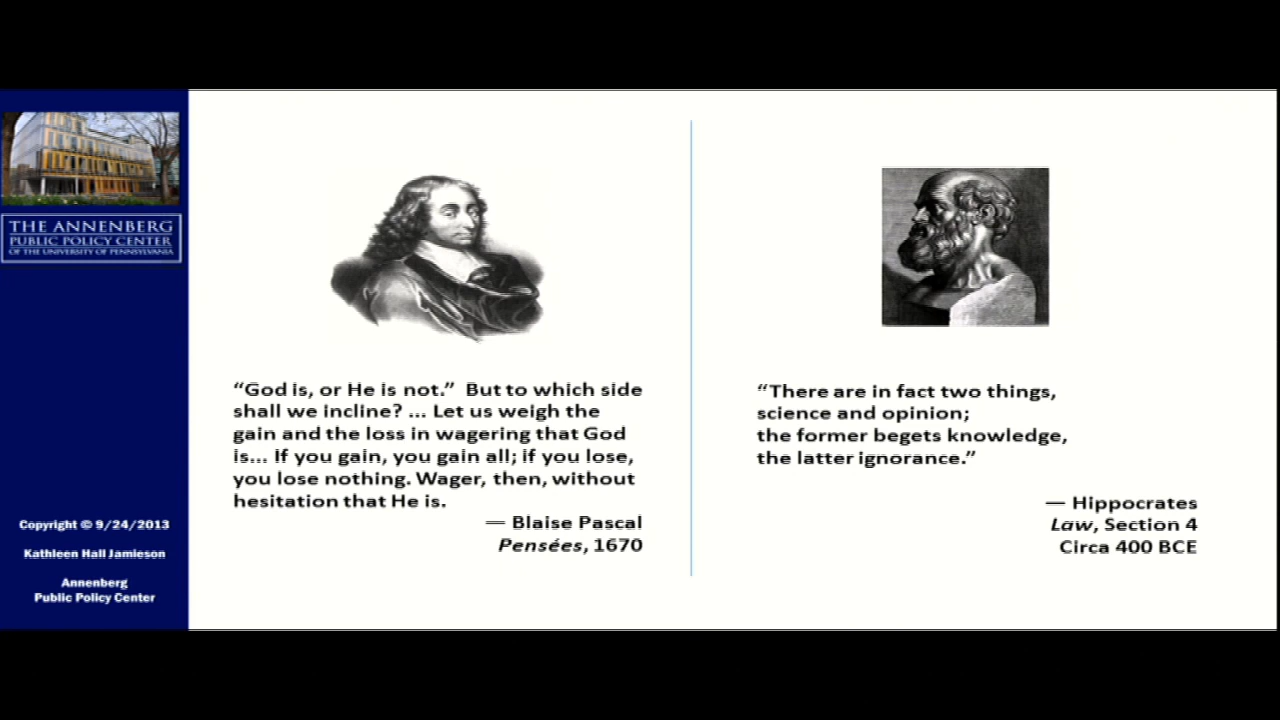 THE ANNENBERG
PUBLIC POLICY CENTER
OF THE UNIVERSITY OF PENNSYLVANIA
Copyright © 9/24/2013
Kathleen Hall Jamieson
Annenberg
Public Policy Center
“God is, or He is not.” But to which side
shall we incline? ... Let us weigh the
gain and the loss in wagering that God
is... If you gain, you gain all; if you lose,
you lose nothing. Wager, then, without
hesitation that He is.
— Blaise Pascal
Pensées, 1670
“There are in fact two things,
science and opinion;
the former begets knowledge,
the latter ignorance.”
— Hippocrates
Law, Section 4
Circa 400 BCE